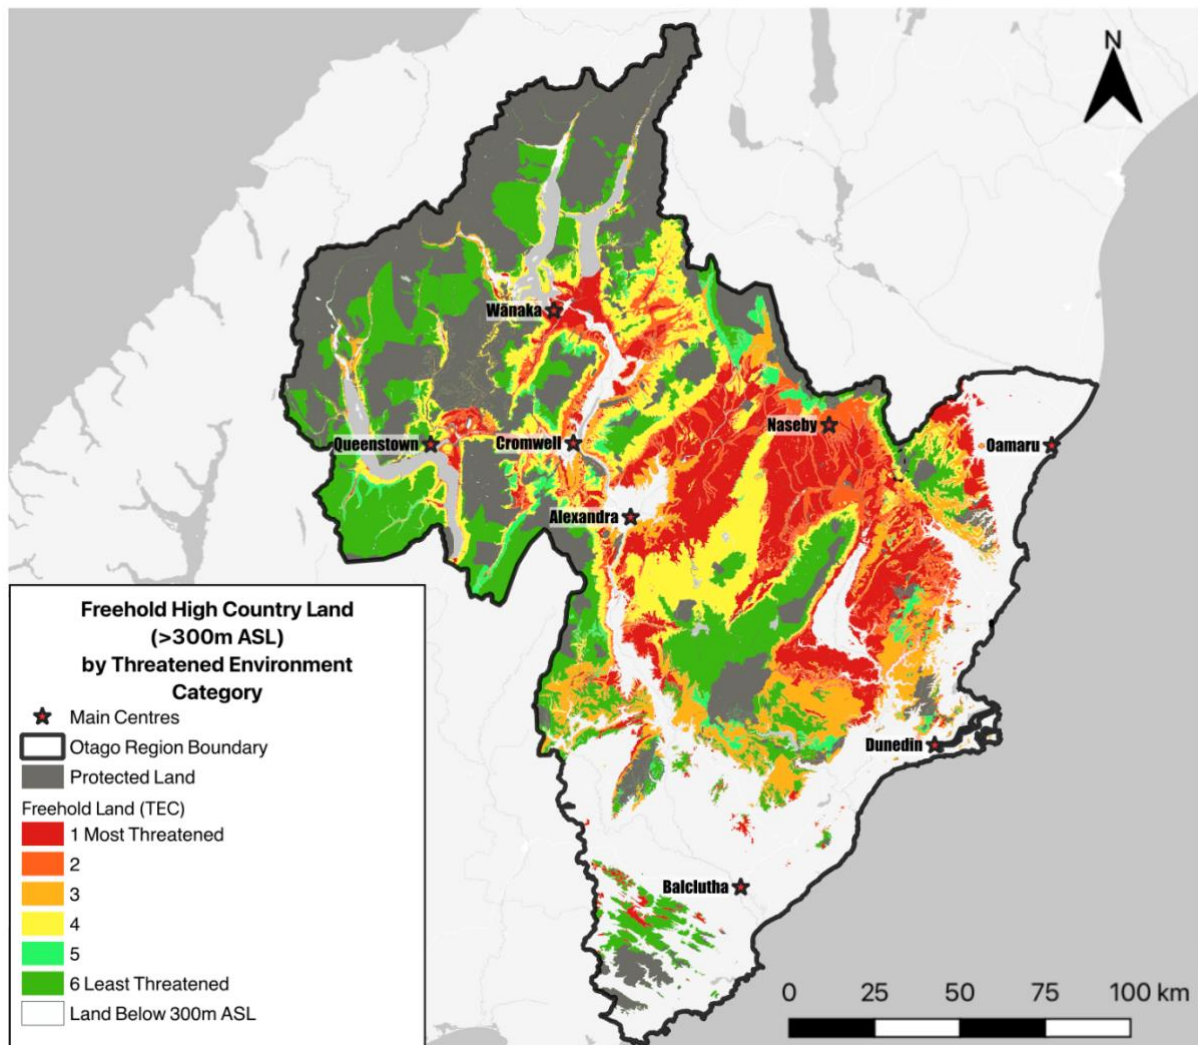 N
Wānaka
Naseby
Queenstown
Cromwell
Oamaru
Alexandra
Dunedin
Balclutha
Freehold High Country Land
(>300m ASL)
by Threatened Environment
Category
Main Centres
Otago Region Boundary
Protected Land
Freehold Land (TEC)
1 Most Threatened
2
3
4
5
6 Least Threatened
Land Below 300m ASL
0 25 50 75 100 km